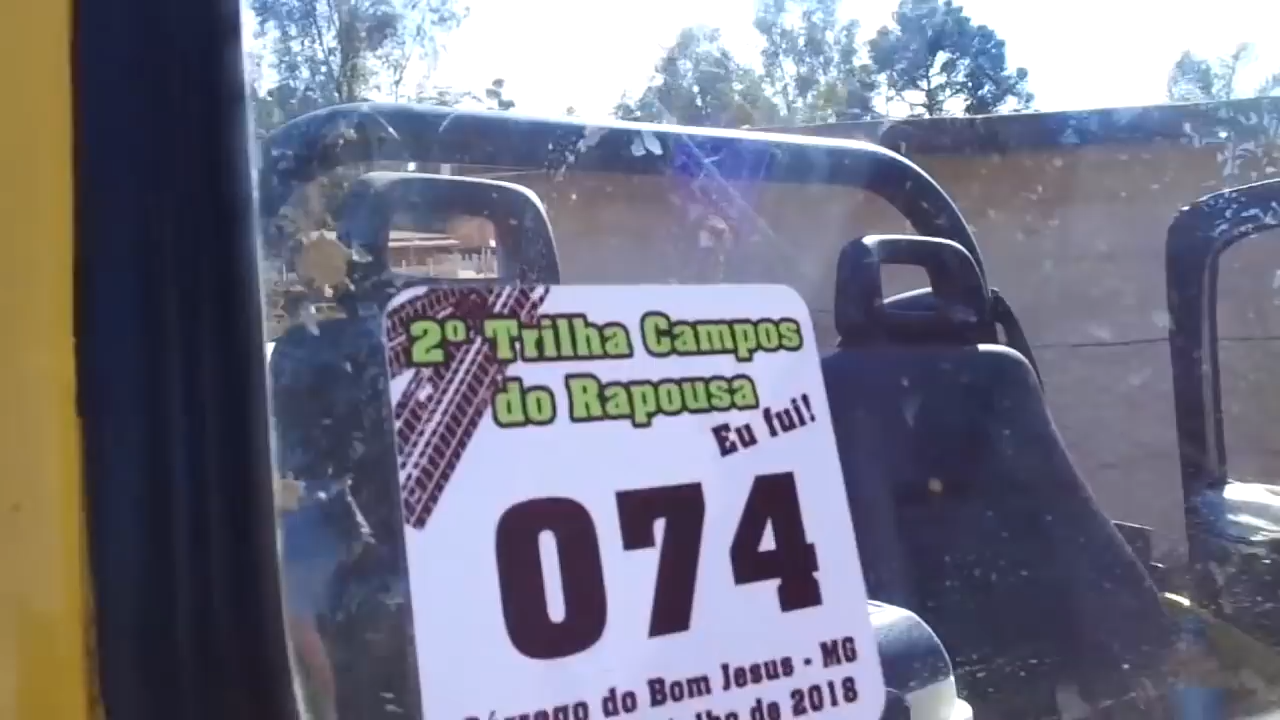 2º Trilha Campos
do Rapousa
Eu fui!
074
do Bom Jesus - MG
de 2018